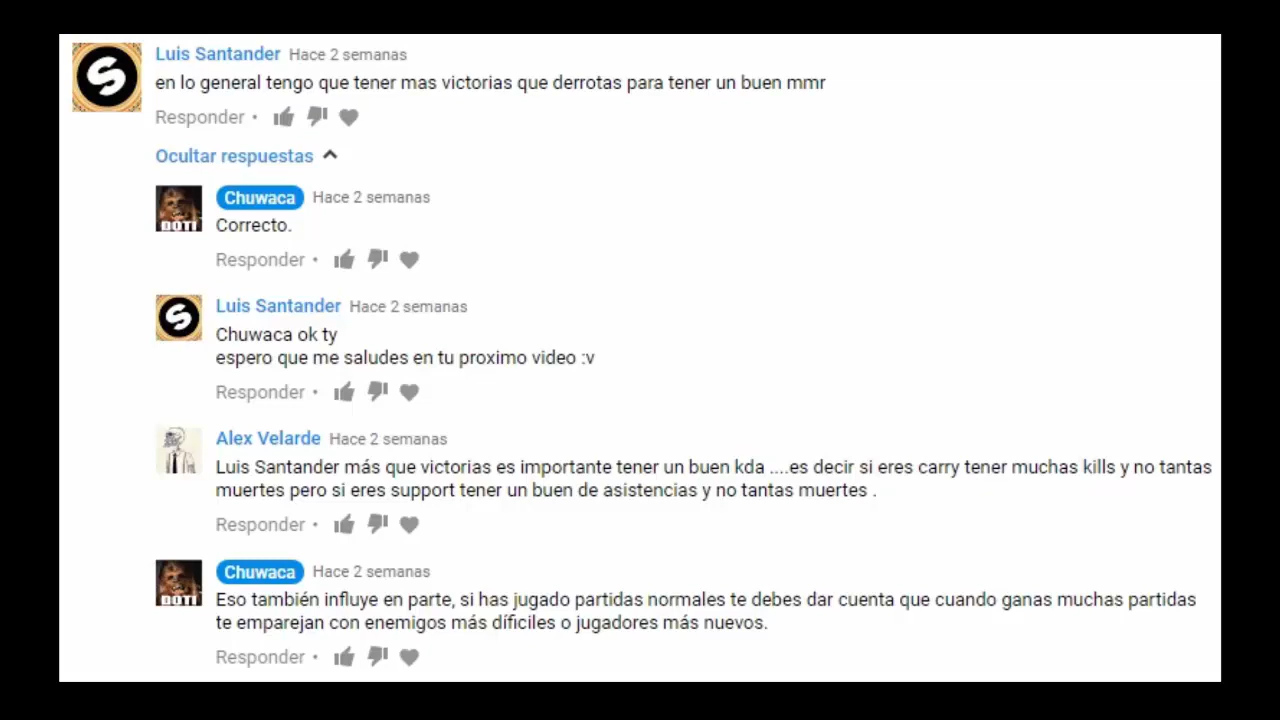 Luis Santander Hace 2 semanas
en lo general tengo que tener mas victorias que derrotas para tener un buen mmr
Responder •
Ocultar respuestas
Chuwaca Hace 2 semanas
Correcto.
Responder •
Luis Santander Hace 2 semanas
Chuwaca ok ty
espero que me saludes en tu proximo video :v
Responder •
Alex Velarde Hace 2 semanas
Luis Santander más que victorias es importante tener un buen kda ....es decir si eres carry tener muchas kills y no tantas
muertes pero si eres support tener un buen de asistencias y no tantas muertes .
Responder •
Chuwaca Hace 2 semanas
Eso también influye en parte, si has jugado partidas normales te debes dar cuenta que cuando ganas muchas partidas
te emparejan con enemigos más díficiles o jugadores más nuevos.
Responder •